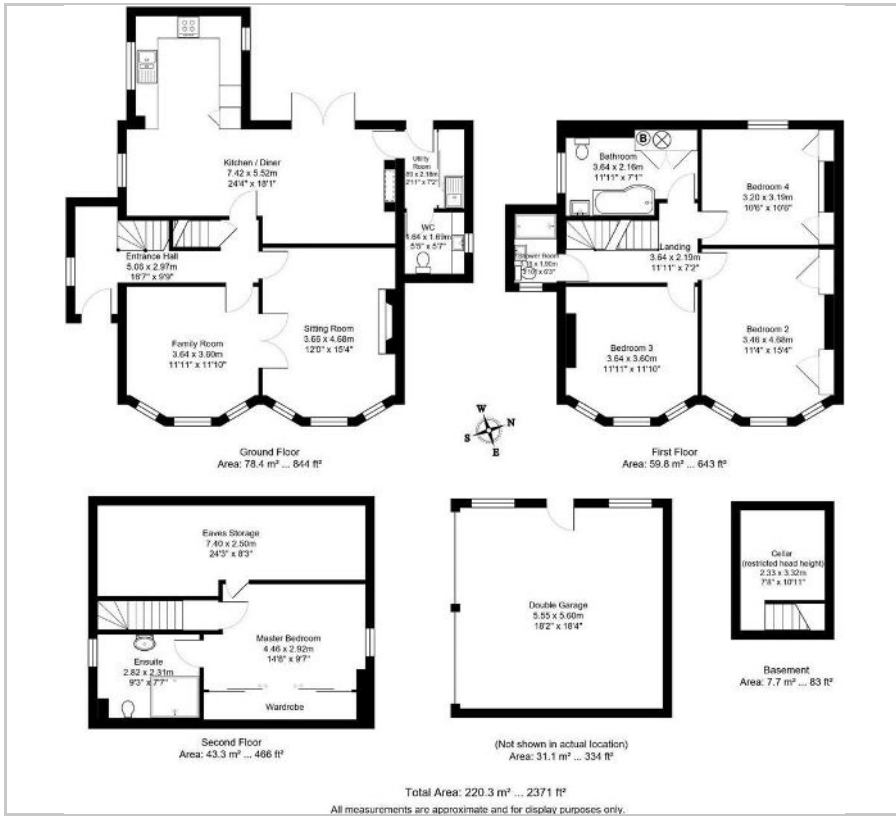 Kitchen / Diner
7.42 x 5.52m
24'4" x 18'1"
Utility
Room
2'11" x 7'2"
WC
1.64 x 1.69m
5'5" x 5'7"
Entrance Hall
5.06 x 2.97m
16'7" x 9'9"
Family Room
3.64 x 3.60m
11'11" x 11'10"
Sitting Room
3.65 x 4.68m
12'0" x 15'4"
Ground Floor
Area: 78.4 m² ... 844 ft²
Bathroom
3.64 x 2.16m
11'11" x 7'1"
B
Bedroom 4
3.20 x 3.19m
10'6" x 10'6"
Shower Room
Landing
3.64 x 2.19m
11'11" x 7'2"
Bedroom 3
3.64 x 3.60m
11'11" x 11'10"
Bedroom 2
3.46 x 4.68m
11'4" x 15'4"
First Floor
Area: 59.8 m² ... 643 ft²
W
N
S
E
Eaves Storage
7.40 x 2.50m
24'3" x 8'3"
Master Bedroom
4.46 x 2.92m
14'8" x 9'7"
Ensuite
2.82 x 2.31m
9'3" x 7'7"
Wardrobe
Second Floor
Area: 43.3 m² ... 466 ft²
Double Garage
5.55 x 5.60m
18'2" x 18'4"
(Not shown in actual location)
Area: 31.1 m² ... 334 ft²
Cellar
(restricted head height)
2.33 x 3.32m
7'8" x 10'11"
Basement
Area: 7.7 m² ... 83 ft²
Total Area: 220.3 m² ... 2371 ft²
All measurements are approximate and for display purposes only.